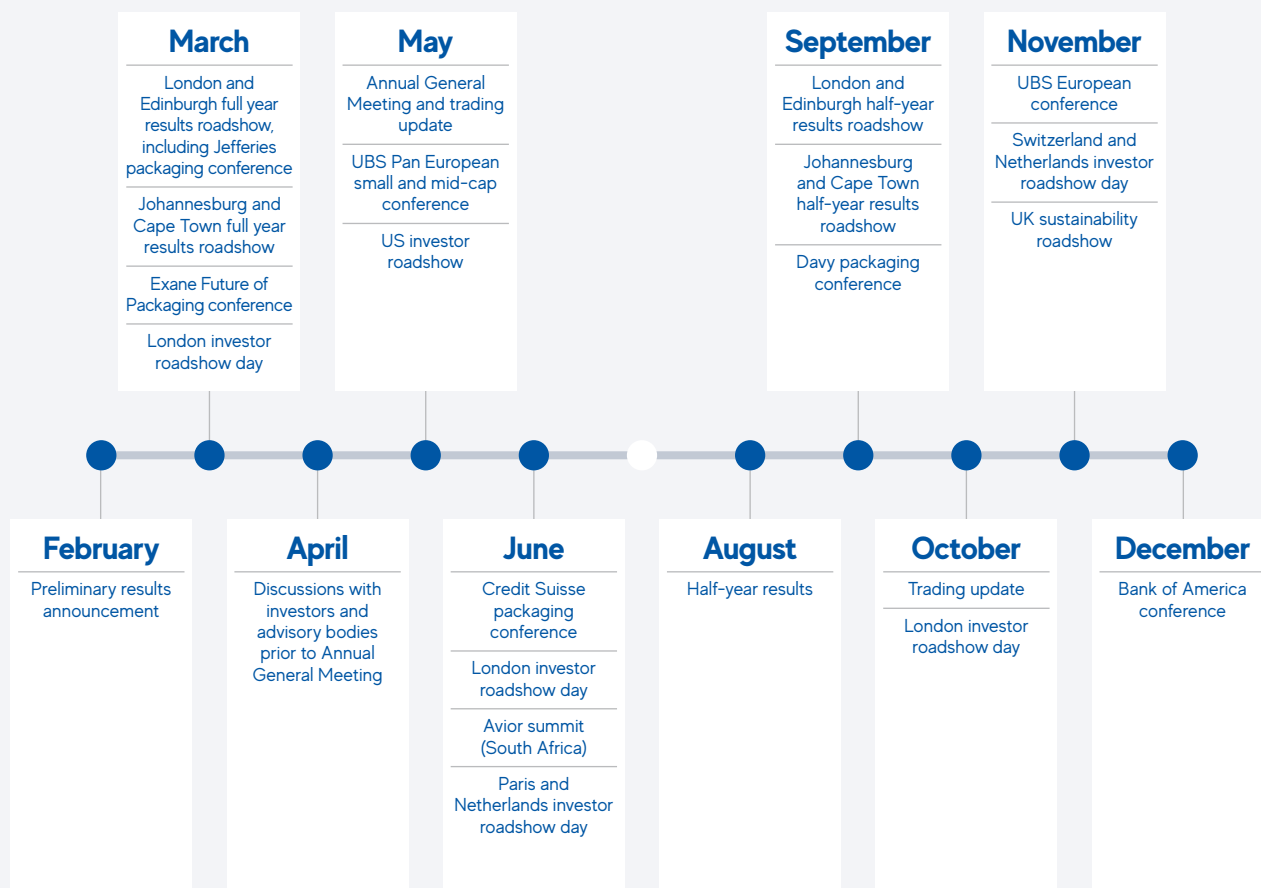 March
London and
Edinburgh full year
results roadshow,
including Jefferies
packaging conference
Johannesburg and
Cape Town full year
results roadshow
Exane Future of
Packaging conference
London investor
roadshow day
May
Annual General
Meeting and trading
update
UBS Pan European
small and mid-cap
conference
US investor
roadshow
September
London and
Edinburgh half-year
results roadshow
Johannesburg
and Cape Town
half-year results
roadshow
Davy packaging
conference
November
UBS European
conference
Switzerland and
Netherlands investor
roadshow day
UK sustainability
roadshow
February
Preliminary results
announcement
April
Discussions with
investors and
advisory bodies
prior to Annual
General Meeting
June
Credit Suisse
packaging
conference
London investor
roadshow day
Avior summit
(South Africa)
Paris and
Netherlands investor
roadshow day
August
Half-year results
October
Trading update
London investor
roadshow day
December
Bank of America
conference